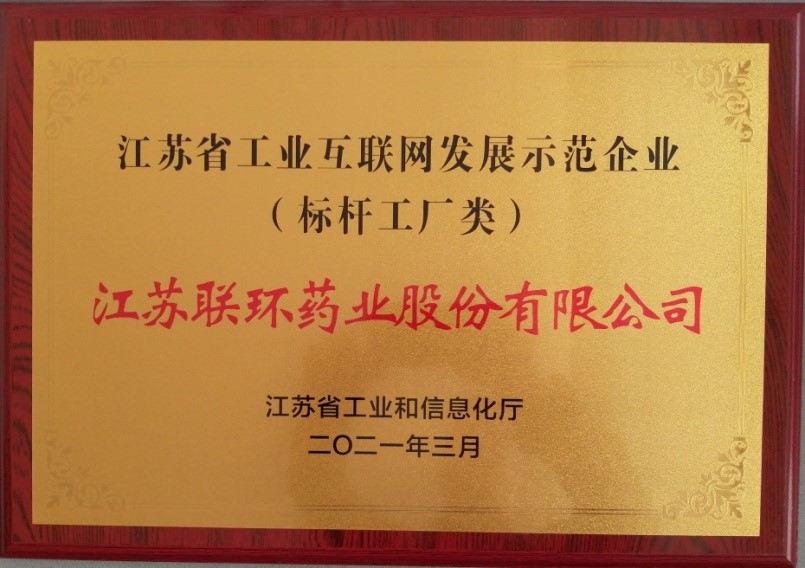 江苏省工业互联网发展示范企业
（标杆工厂类）
江苏联环药业股份有限公司
江苏省工业和信息化厅
二〇二一年三月